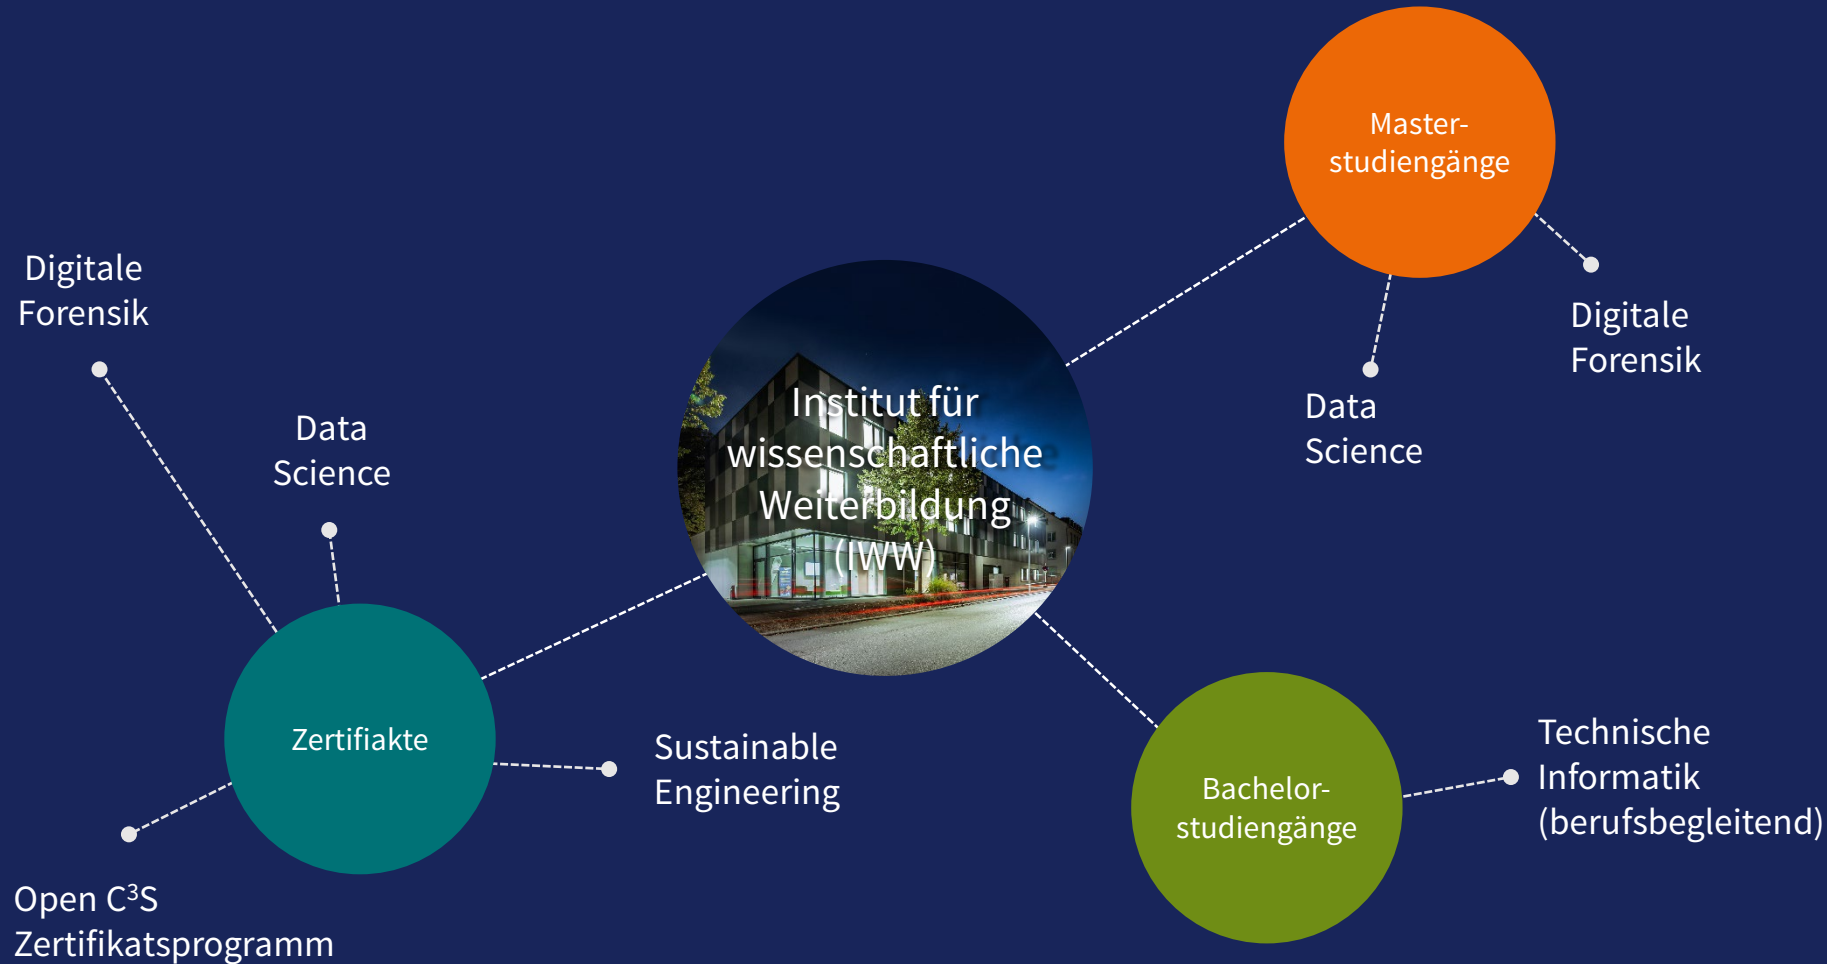 Master-
studiengänge
Digitale
Forensik
Data
Science
Digitale
Forensik
Data
Science
Institut für
wissenschaftliche
Weiterbildung
(IWW)
Zertifiakte
Sustainable
Engineering
Open C³S
Zertifikatsprogramm
Bachelor-
studiengänge
Technische
Informatik
(berufsbegleitend)